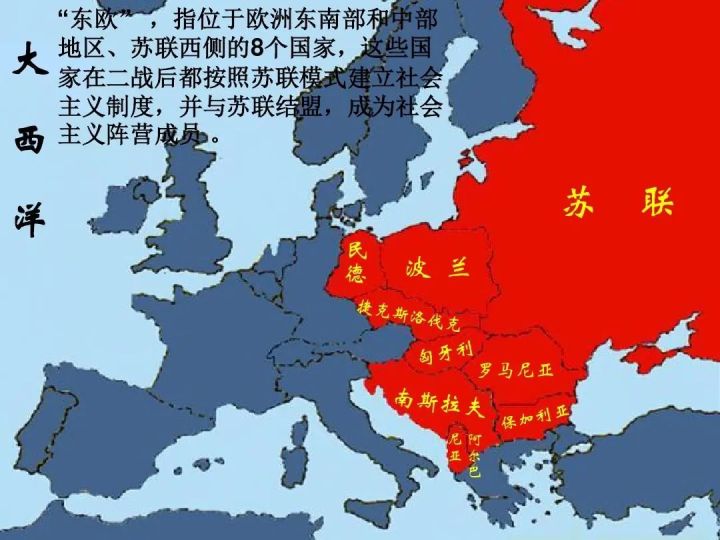 “东欧”，指位于欧洲东南部和中部
地区、苏联西侧的8个国家，这些国
家在二战后都按照苏联模式建立社会
主义制度，并与苏联结盟，成为社会
主义阵营成员 。
大
西
洋
苏 联
民
德
波 兰
捷克斯洛伐克
匈牙利
罗马尼亚
南斯拉夫
保加利亚
尼 阿
亚 尔
巴